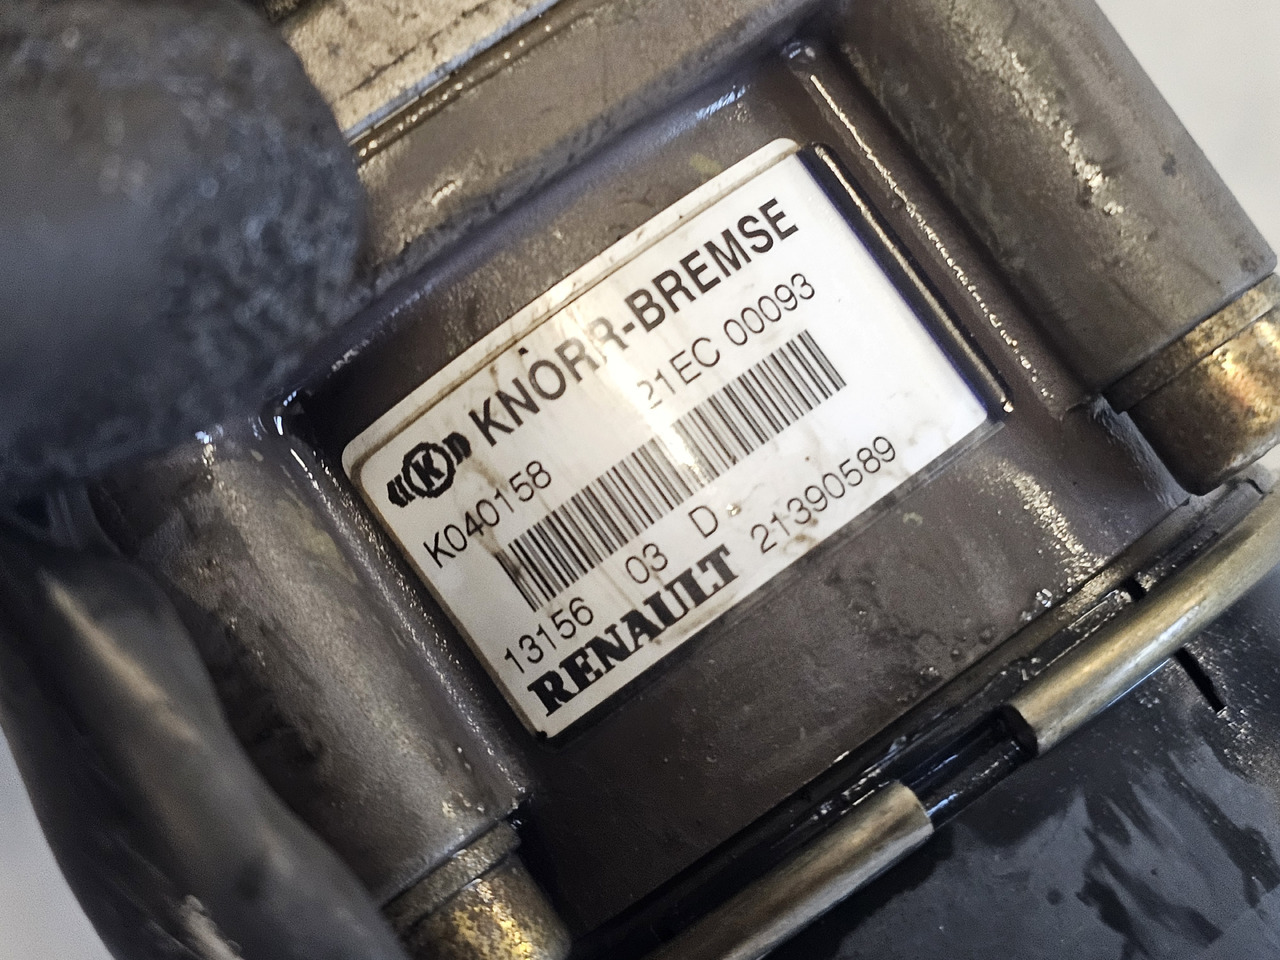 K KNORR-BREMSE
K040158 21EC 00093
13156 03 D
RENAULT 21390589